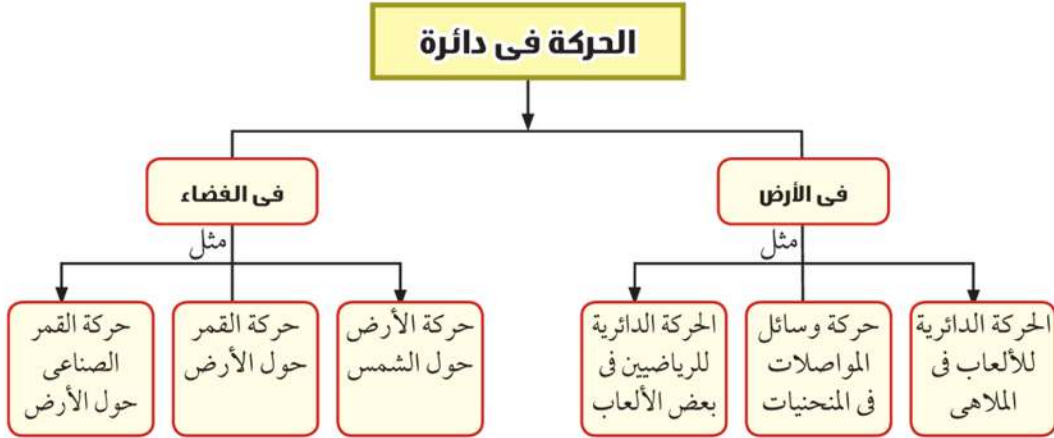 الحركة فى دائرة
فى الأرض
مثل
الحركة الدائرية
للألعاب فى
الملاهى
حركة وسائل
المواصلات
فى المنحنيات
الحركة الدائرية
للرياضيين فى
بعض الألعاب
فى الفضاء
مثل
حركة الأرض
حول الشمس
حركة القمر
حول الأرض
حركة القمر
الصناعى
حول الأرض